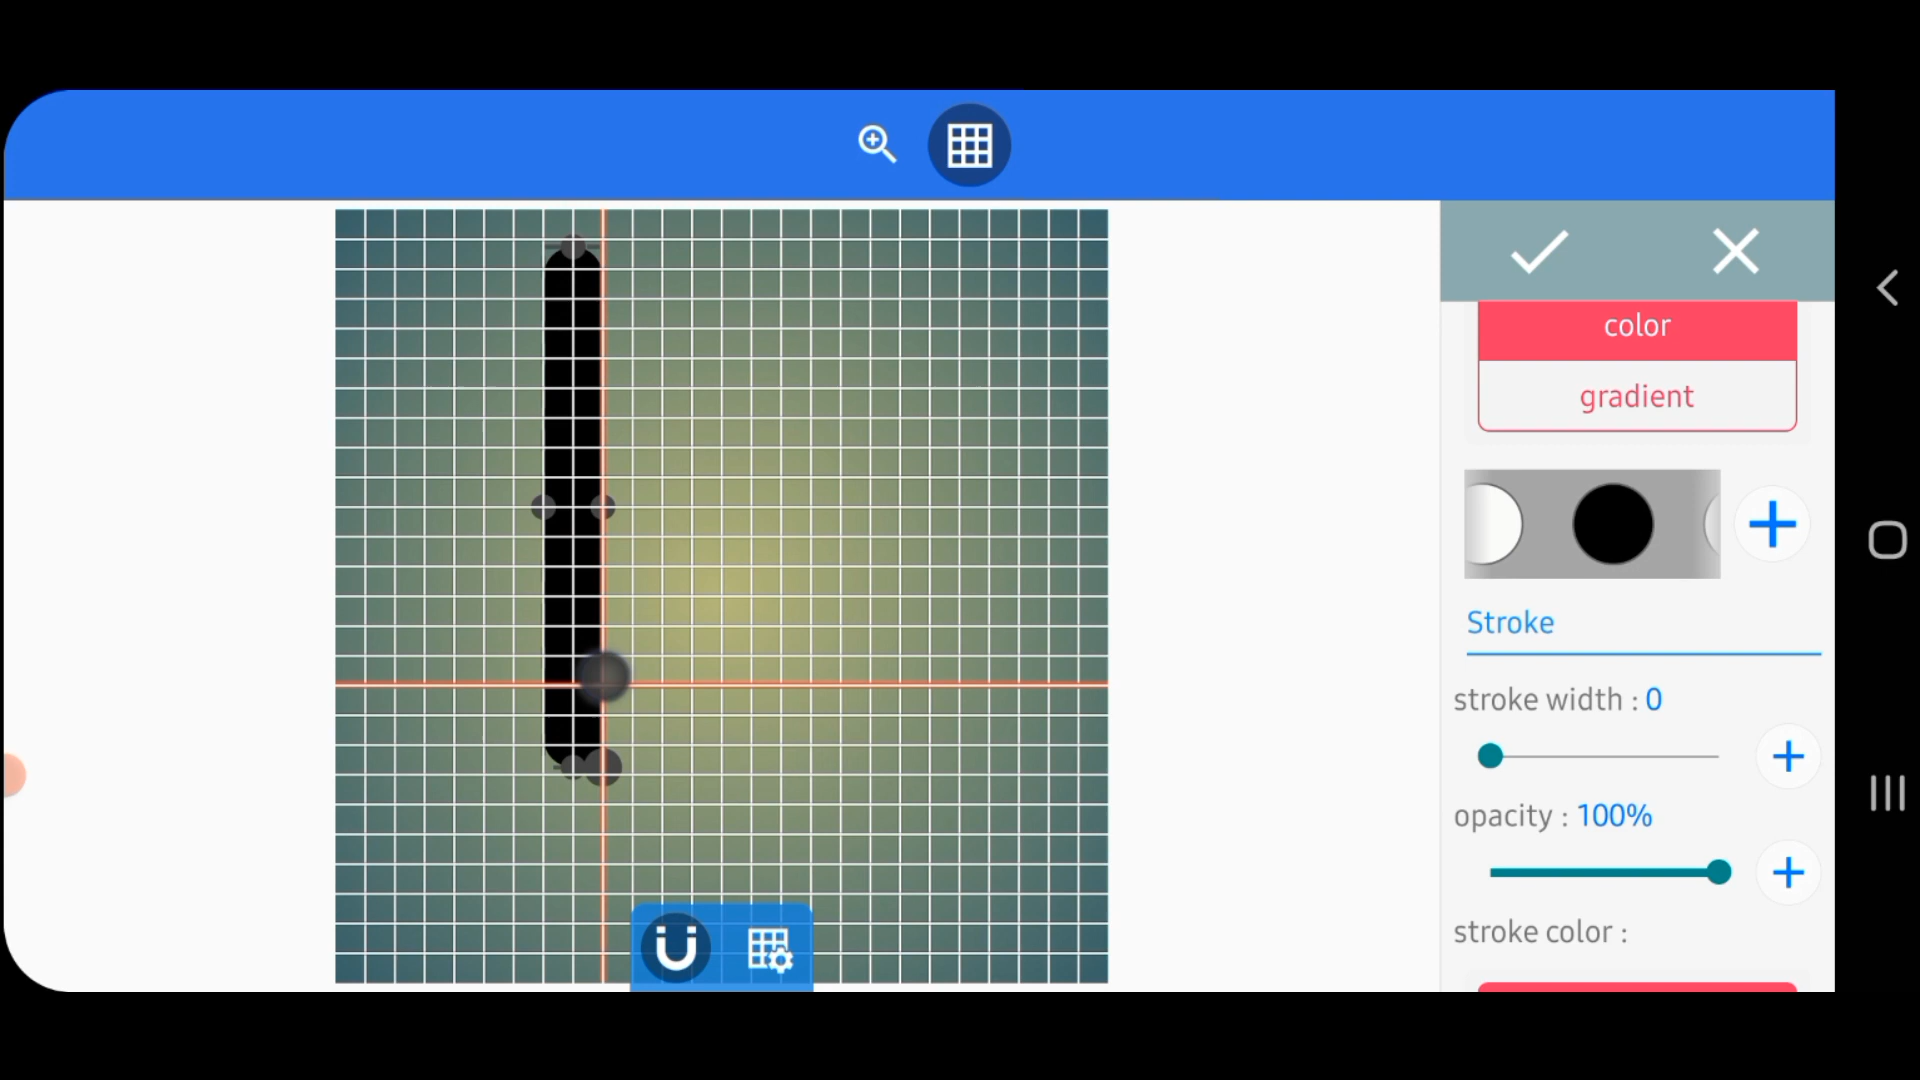 color
gradient
Stroke
stroke width : 0
opacity : 100%
stroke color :